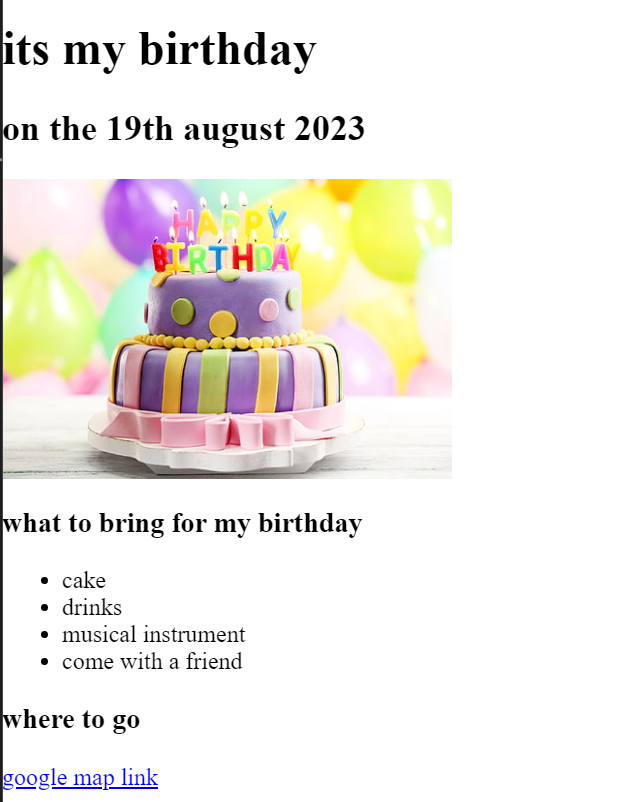 its my birthday
on the 19th august 2023
HAPPY
BIRTHDAY
what to bring for my birthday
cake
drinks
musical instrument
come with a friend
where to go
google map link